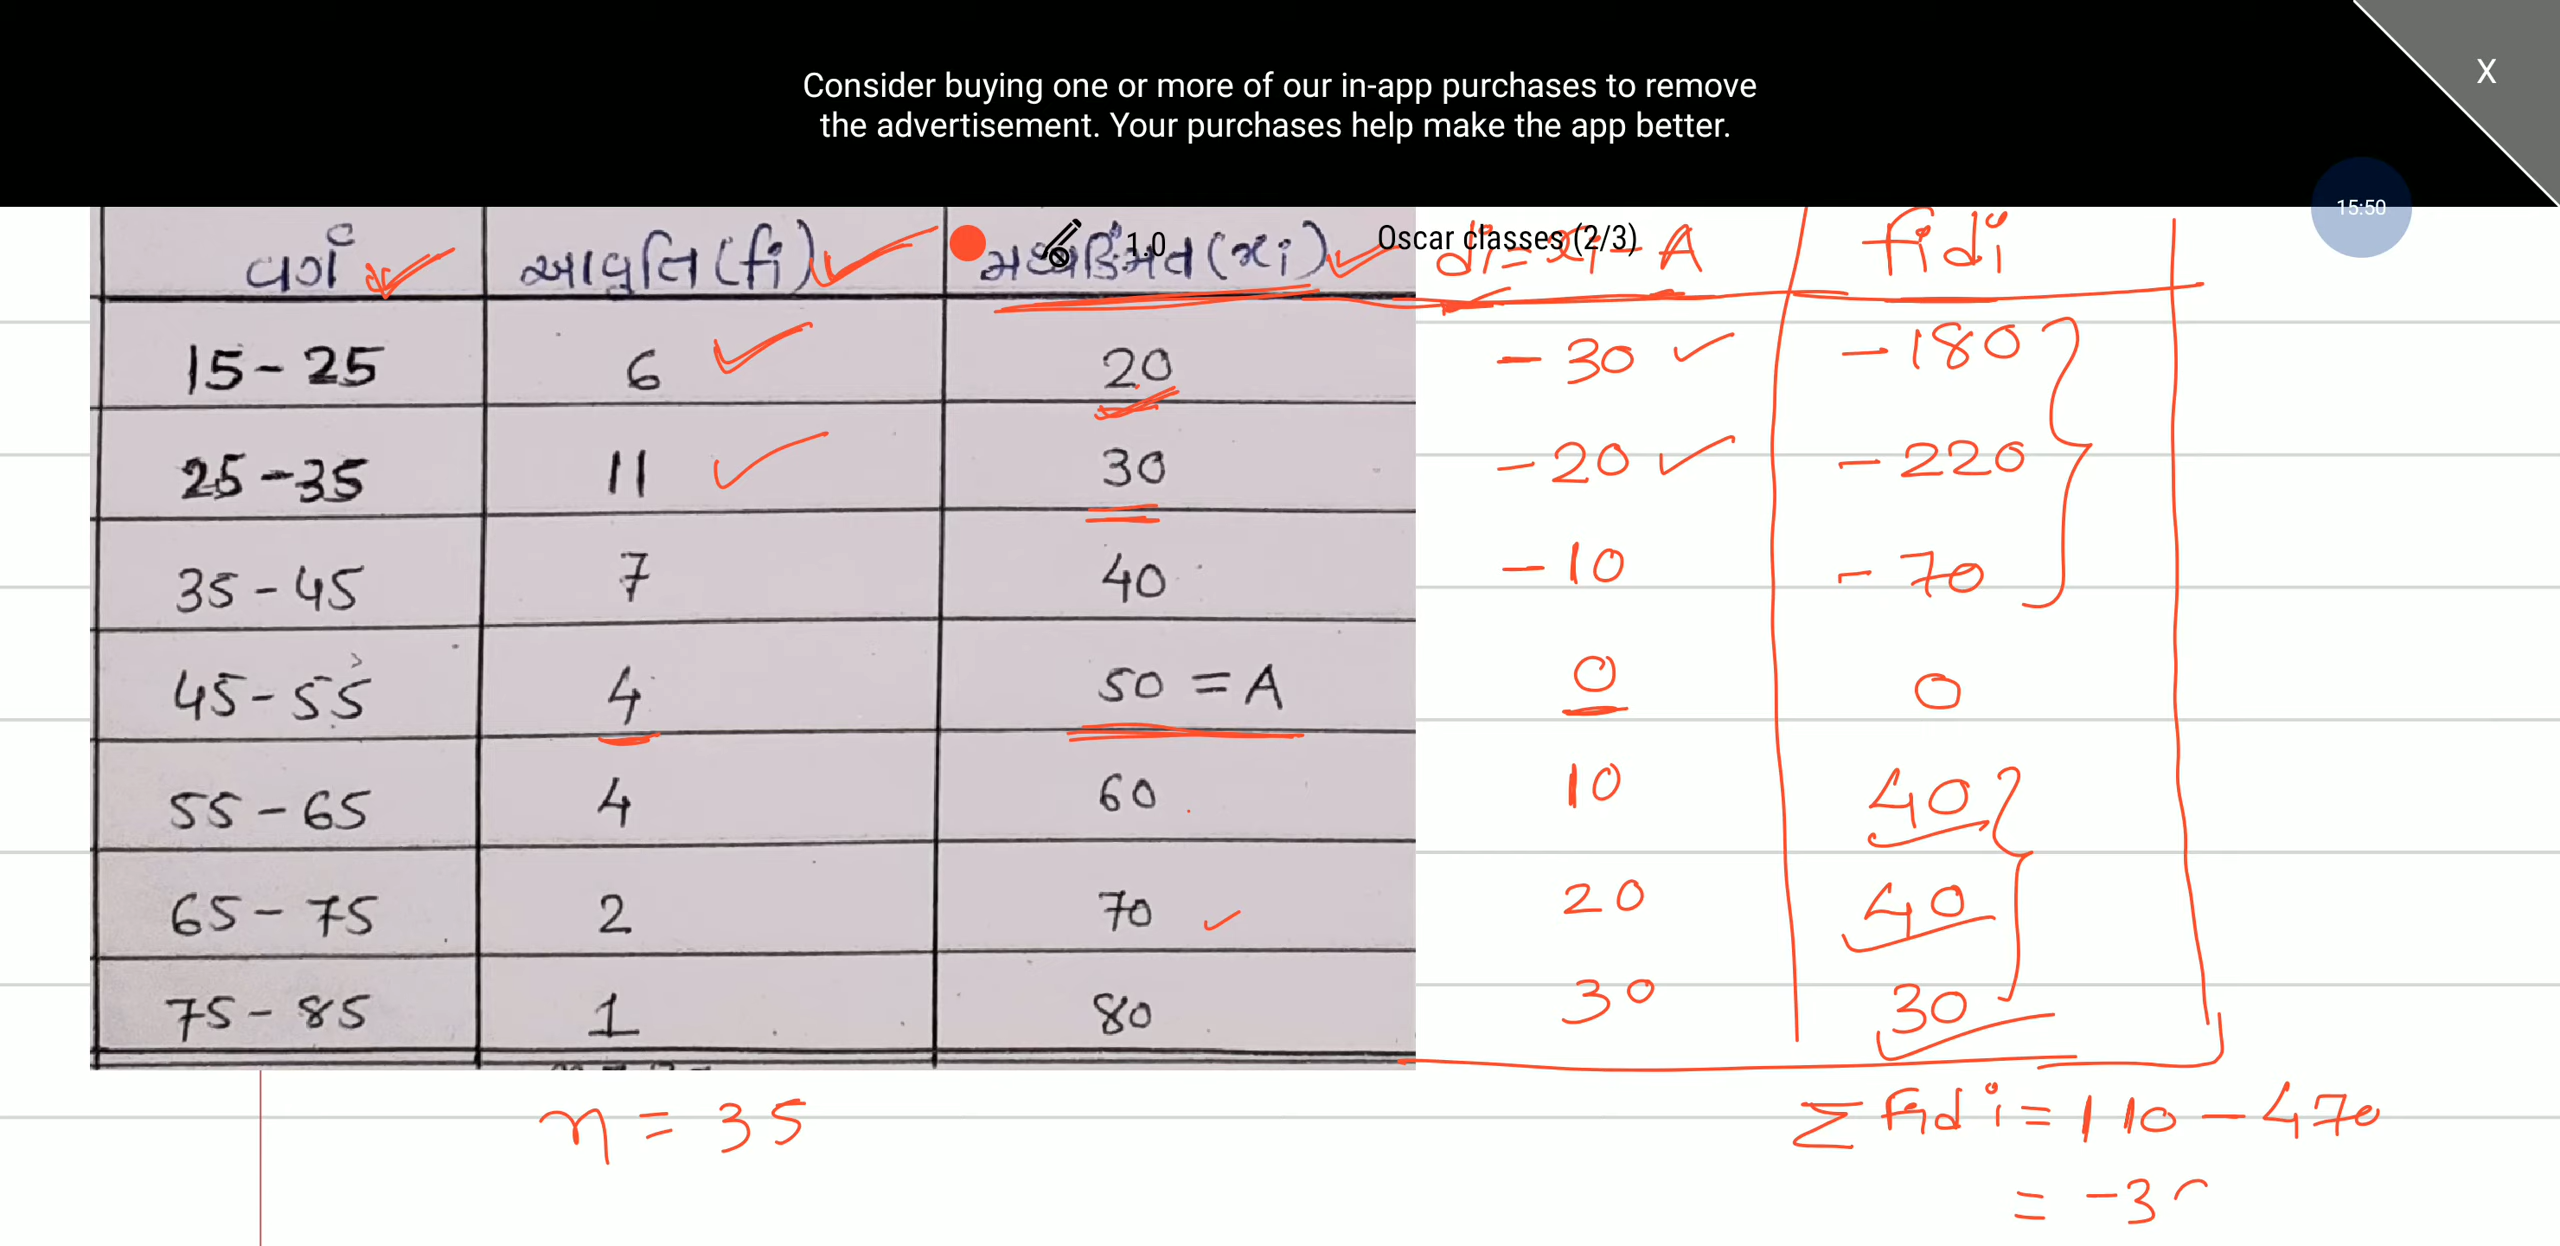 Consider buying one or more of our in-app purchases to remove
the advertisement. Your purchases help make the app better.
X
15:50
1.0
Oscar classes (2/3)
વર્ગ આવૃત્તિ (fi) મધ્યકિંમત (xi) di = xi - A fidi
15-25 6 20 -30 -180
25-35 11 30 -20 -220
35-45 7 40 -10 -70
45-55 4 50 = A 0 0
55-65 4 60 10 40
65-75 2 70 20 40
75-85 1 80 30 30
n = 35
Σfidi = 110 - 470
= -3